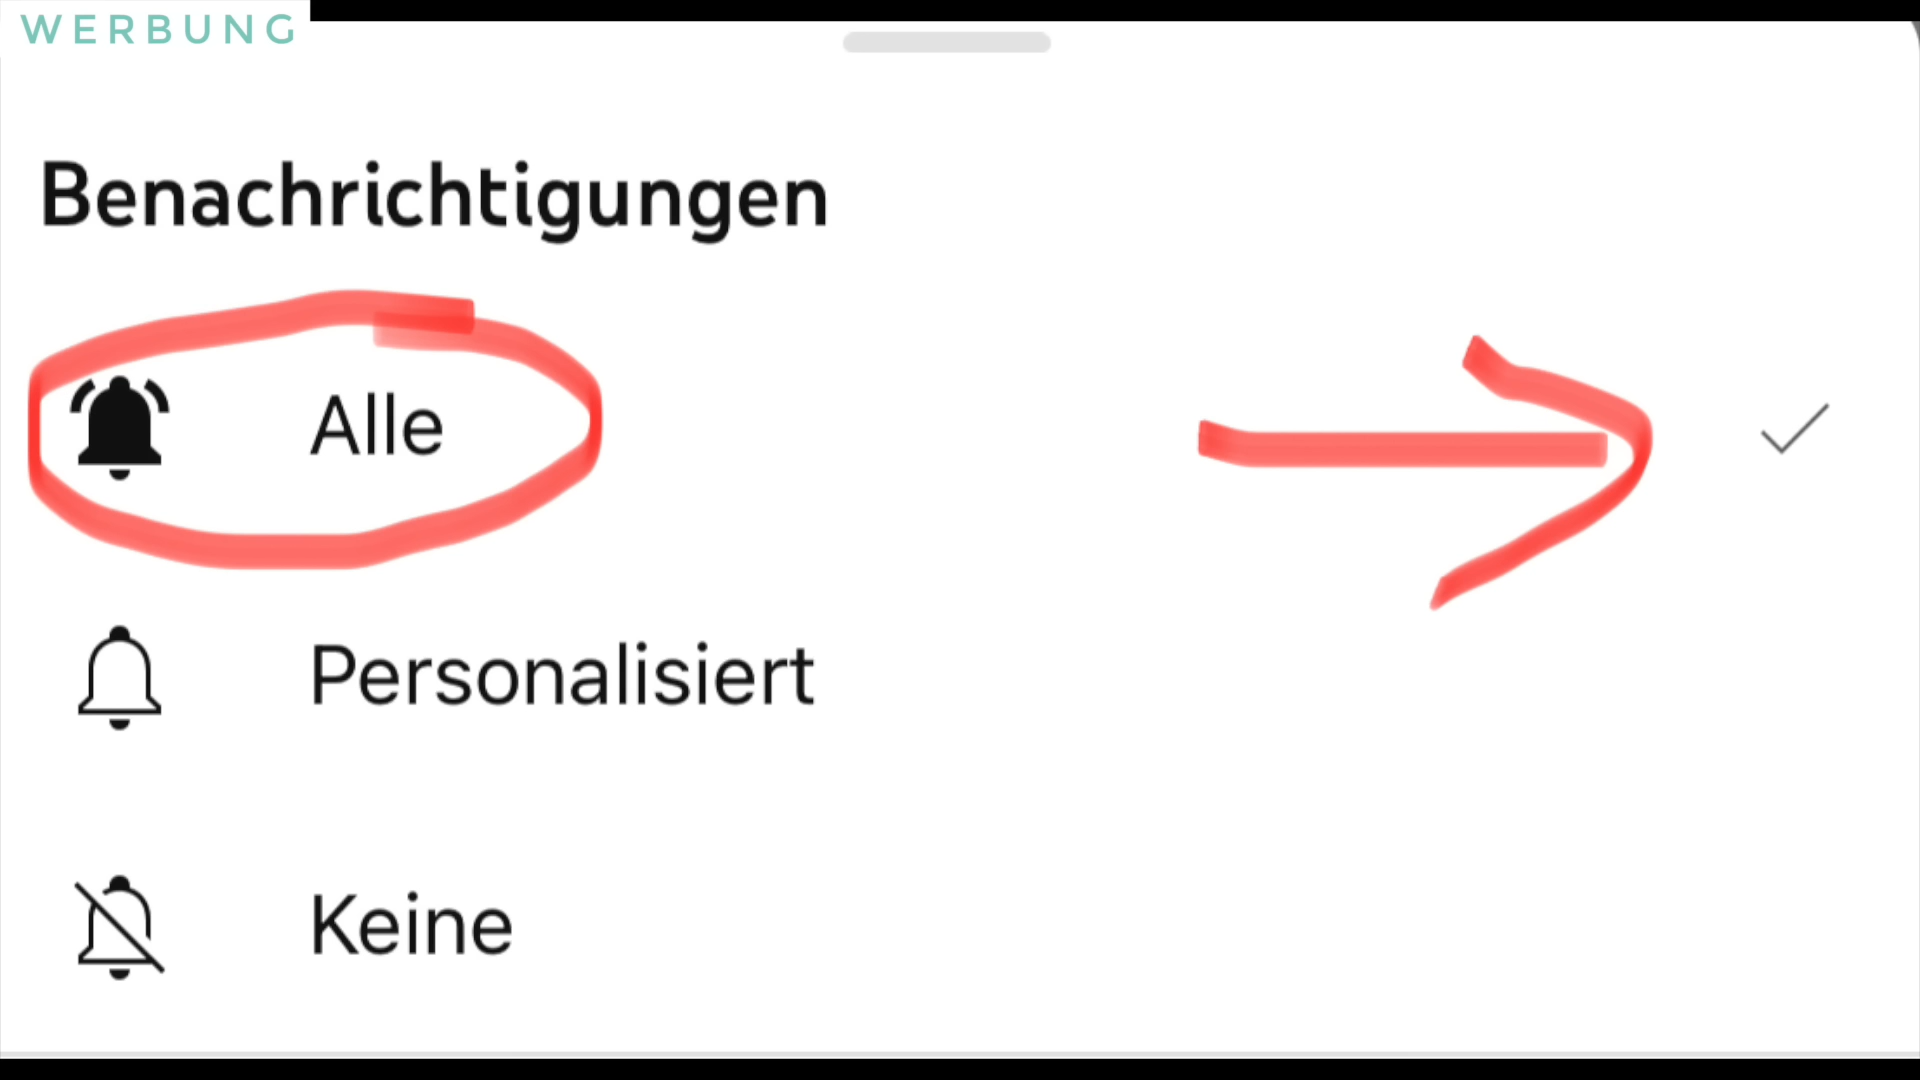 WERBUNG
Benachrichtigungen
Alle
Personalisiert
Keine